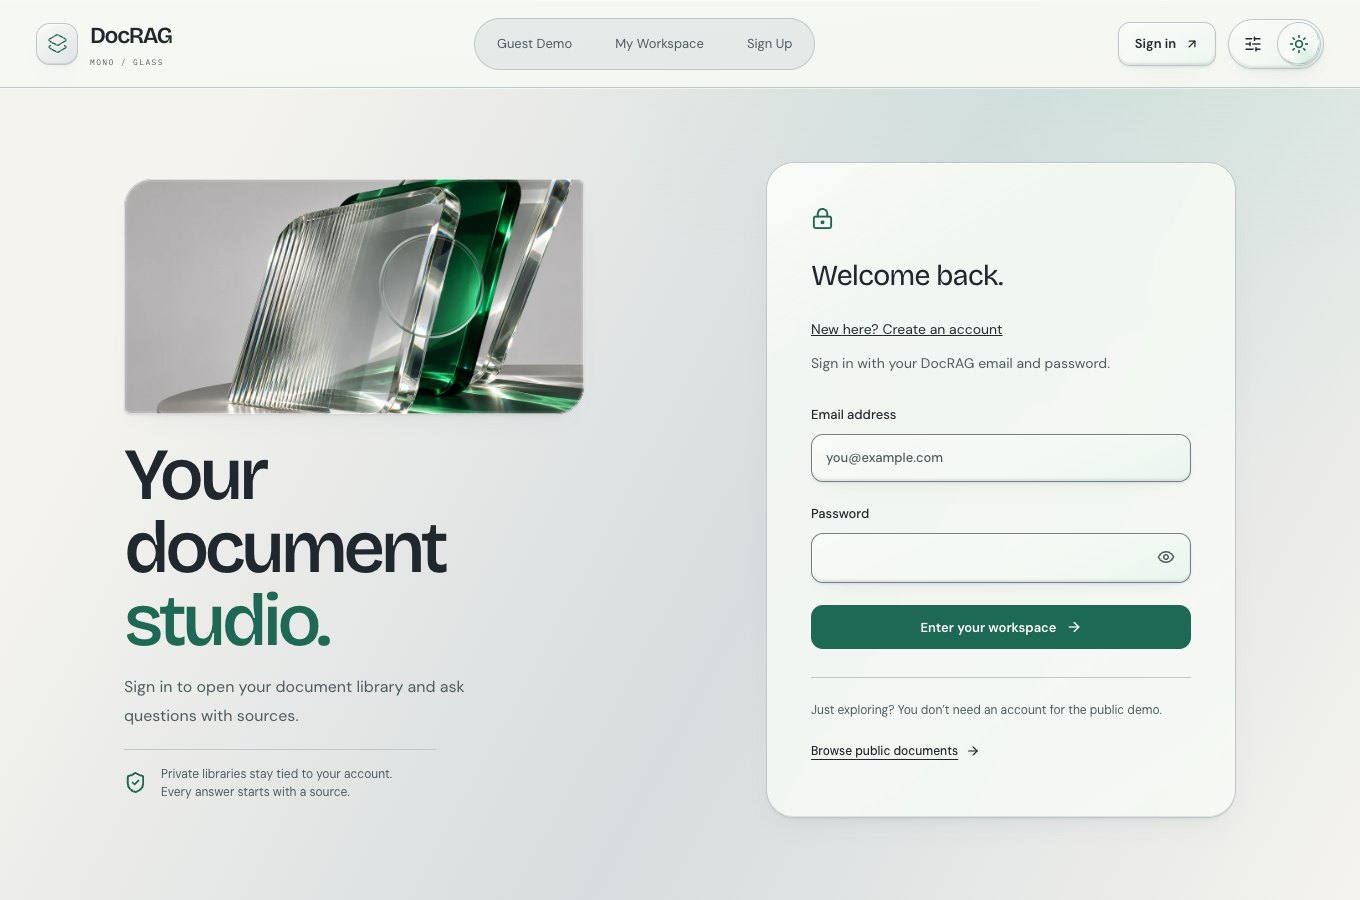 DocRAG
MONO / GLASS
Guest Demo
My Workspace
Sign Up
Sign in
Your
document
studio.
Sign in to open your document library and ask
questions with sources.
Private libraries stay tied to your account.
Every answer starts with a source.
Welcome back.
New here? Create an account
Sign in with your DocRAG email and password.
Email address
you@example.com
Password
Enter your workspace
Just exploring? You don’t need an account for the public demo.
Browse public documents